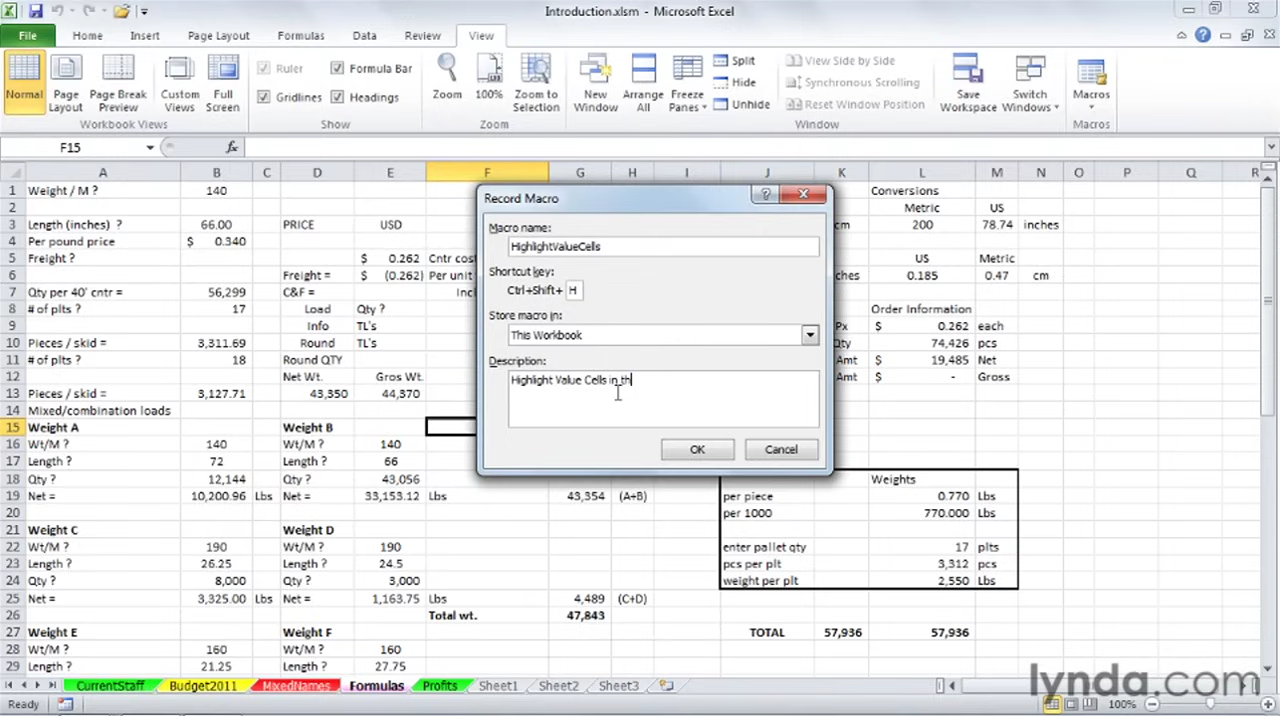 Introduction.xlsm - Microsoft Excel
File Home Insert Page Layout Formulas Data Review View
Normal Page Layout Page Break Preview Custom Views Full Screen
Workbook Views
Ruler Formula Bar
Gridlines Headings
Show
Zoom 100% Zoom to Selection
Zoom
New Window Arrange All Freeze Panes
Split
Hide
Unhide
View Side by Side
Synchronous Scrolling
Reset Window Position
Window
Save Workspace Switch Windows
Macros
Macros
F15 fx
A B C D E F G H I J K L M N O P Q R
1 Weight / M ? 140 Conversions
2 Metric US
3 Length (inches) ? 66.00 PRICE USD cm 200 78.74 inches
4 Per pound price $ 0.340
5 Freight ? $ 0.262 Cntr cos US Metric
6 Freight = $ (0.262) Per unit ches 0.185 0.47 cm
7 Qty per 40' cntr = 56,299 C&F = Incl
8 # of plts ? 17 Load Qty ? Order Information
9 Info TL's Px $ 0.262 each
10 Pieces / skid = 3,311.69 Round TL's Qty 74,426 pcs
11 # of plts ? 18 Round QTY Amt $ 19,485 Net
12 Net Wt. Gross Wt. Amt $ - Gross
13 Pieces / skid = 3,127.71 43,350 44,370
14 Mixed/combination loads
15 Weight A Weight B
16 Wt/M ? 140 Wt/M ? 140
17 Length ? 72 Length ? 66
18 Qty ? 12,144 Qty ? 43,056 Weights
19 Net = 10,200.96 Lbs Net = 33,153.12 Lbs 43,354 (A+B) per piece 0.770 Lbs
20 per 1000 770.000 Lbs
21 Weight C Weight D
22 Wt/M ? 190 Wt/M ? 190 enter pallet qty 17 plts
23 Length ? 26.25 Length ? 24.5 pcs per plt 3,312 pcs
24 Qty ? 8,000 Qty ? 3,000 weight per plt 2,550 Lbs
25 Net = 3,325.00 Lbs Net = 1,163.75 Lbs 4,489 (C+D)
26 Total wt. 47,843
27 Weight E Weight F TOTAL 57,936 57,936
28 Wt/M ? 160 Wt/M ? 160
29 Length ? 21.25 Length ? 27.75
Record Macro
Macro name:
HighlightValueCells
Shortcut key:
Ctrl+Shift+ H
Store macro in:
This Workbook
Description:
Highlight Value Cells in th
OK Cancel
CurrentStaff Budget2011 MixedNames Formulas Profits Sheet1 Sheet2 Sheet3
lynda.com
Ready 100%